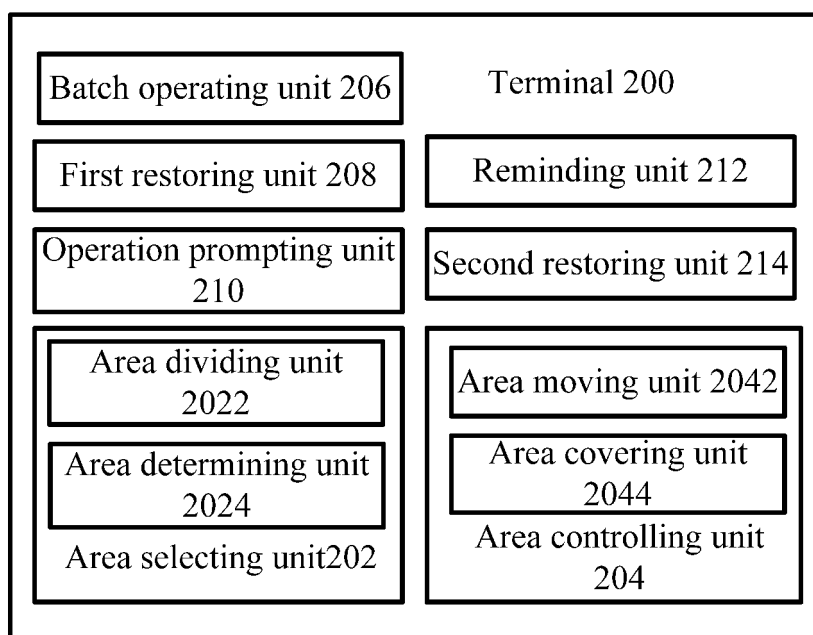 Batch operating unit 206
Terminal 200
First restoring unit 208
Reminding unit 212
Operation prompting unit
210
Second restoring unit 214
Area dividing unit
2022
Area determining unit
2024
Area selecting unit202
Area moving unit 2042
Area covering unit
2044
Area controlling unit
204